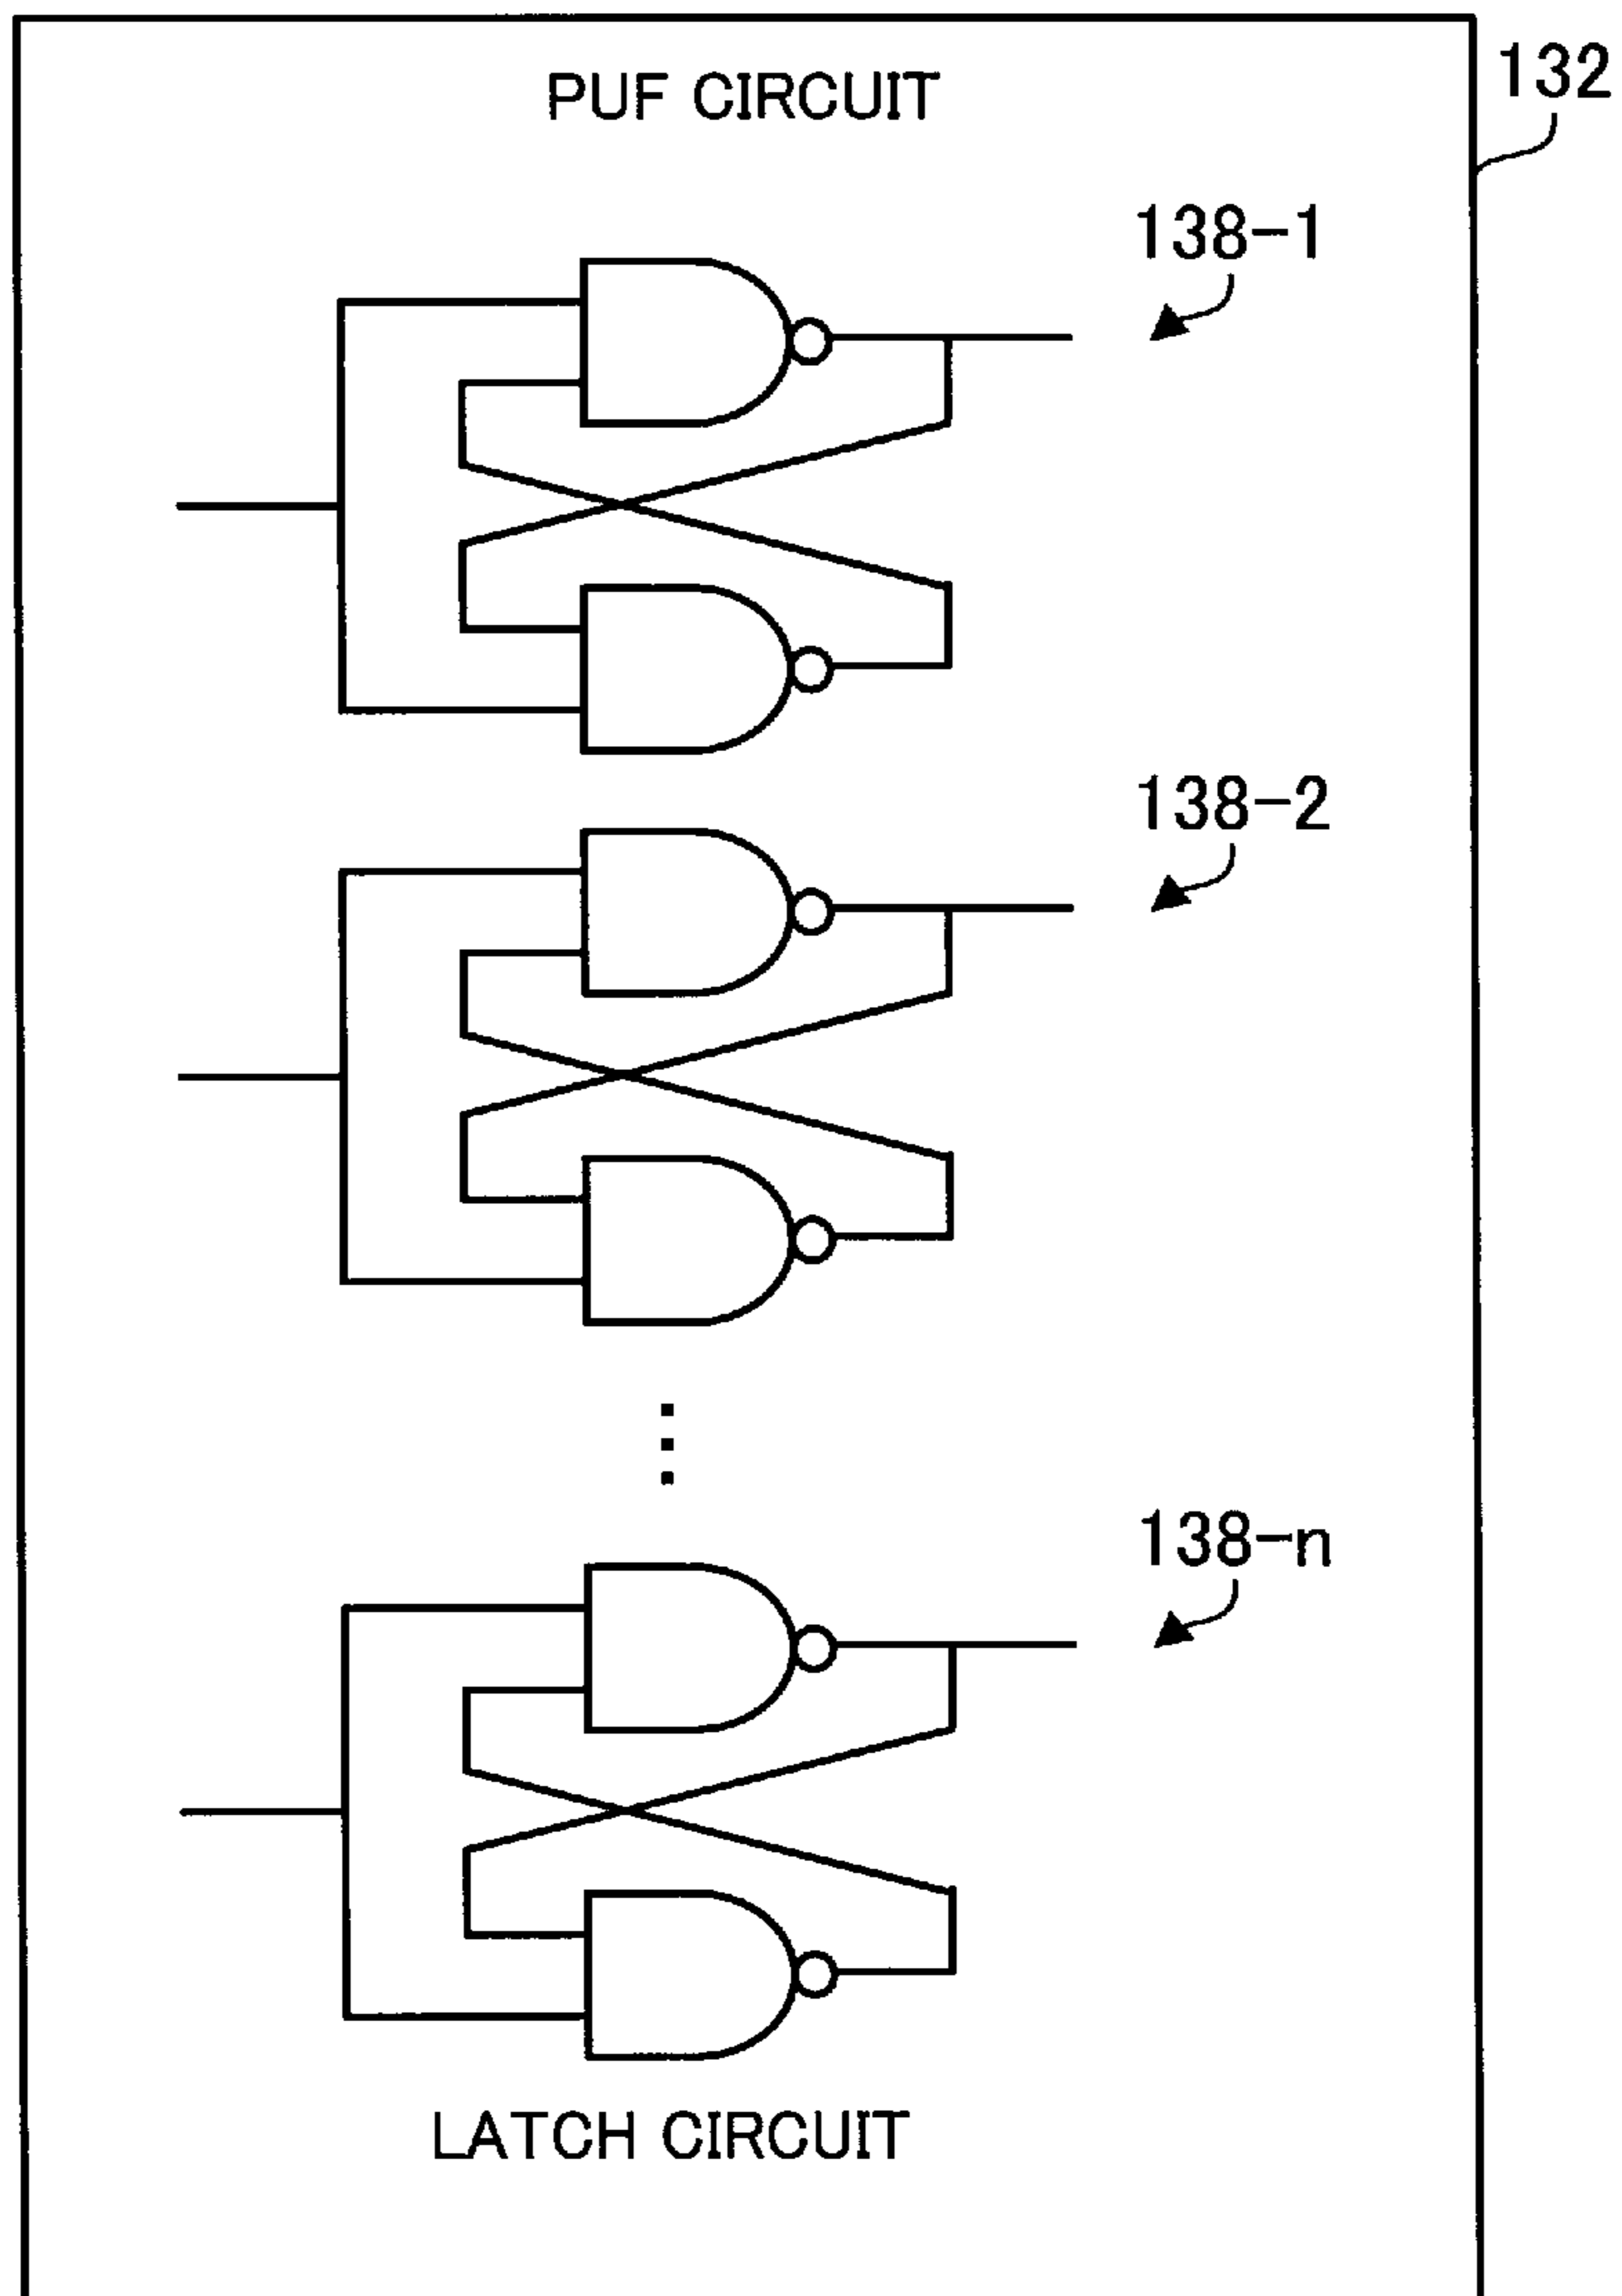 PUF CIRCUIT
132
138-1
138-2
138-n
LATCH CIRCUIT